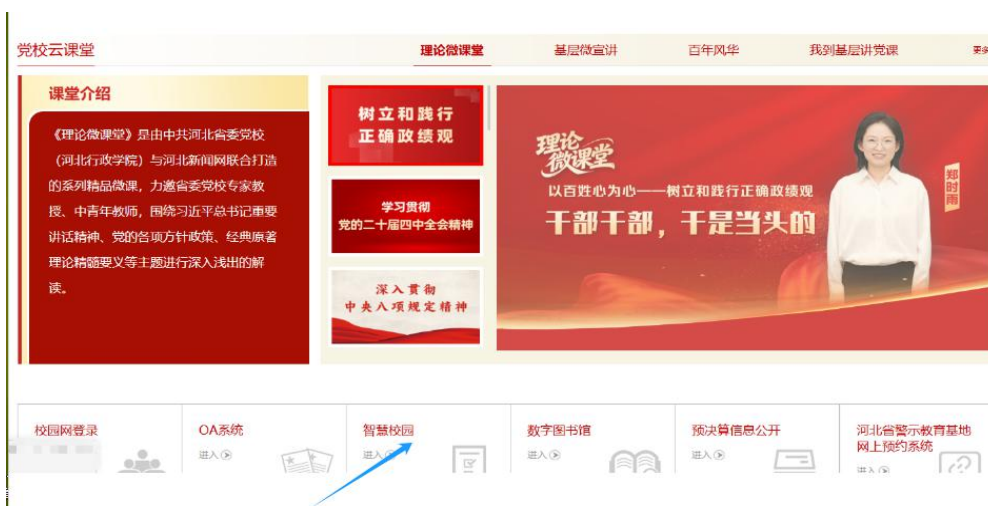 党校云课堂
理论微课堂
基层微宣讲
百年风华
我到基层讲党课
课堂介绍
《理论微课堂》是由中共河北省委党校
（河北行政学院）与河北新闻网联合打造
的系列精品微课，力邀省委党校专家教
授、中青年教师，围绕习近平总书记重要
讲话精神、党的各项方针政策、经典原著
理论精髓要义等主题进行深入浅出的解
读。
树立和践行
正确政绩观
学习贯彻
党的二十届四中全会精神
深入贯彻
中央八项规定精神
理论
微课堂
以百姓心为心——树立和践行正确政绩观
干部干部，干是当头的
郑时雨
校园网登录
OA系统
进入
智慧校园
进入
数字图书馆
进入
预决算信息公开
进入
河北省警示教育基地
网上预约系统
进入